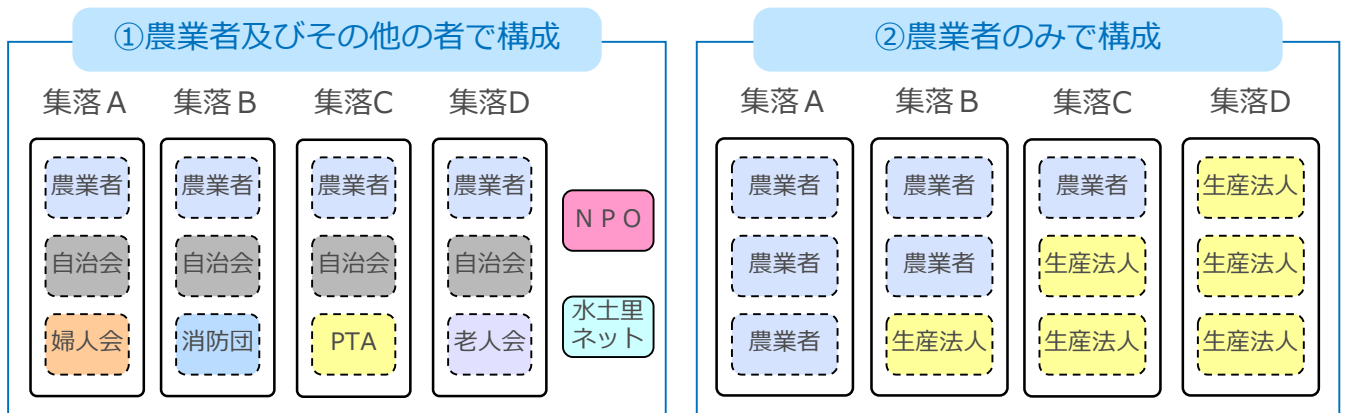 ①農業者及びその他の者で構成
集落A 集落B 集落C 集落D
農業者 農業者 農業者 農業者
NPO
自治会 自治会 自治会 自治会
水土里
ネット
婦人会 消防団 PTA 老人会
②農業者のみで構成
集落A 集落B 集落C 集落D
農業者 農業者 農業者 生産法人
農業者 農業者 生産法人 生産法人
農業者 生産法人 生産法人 生産法人